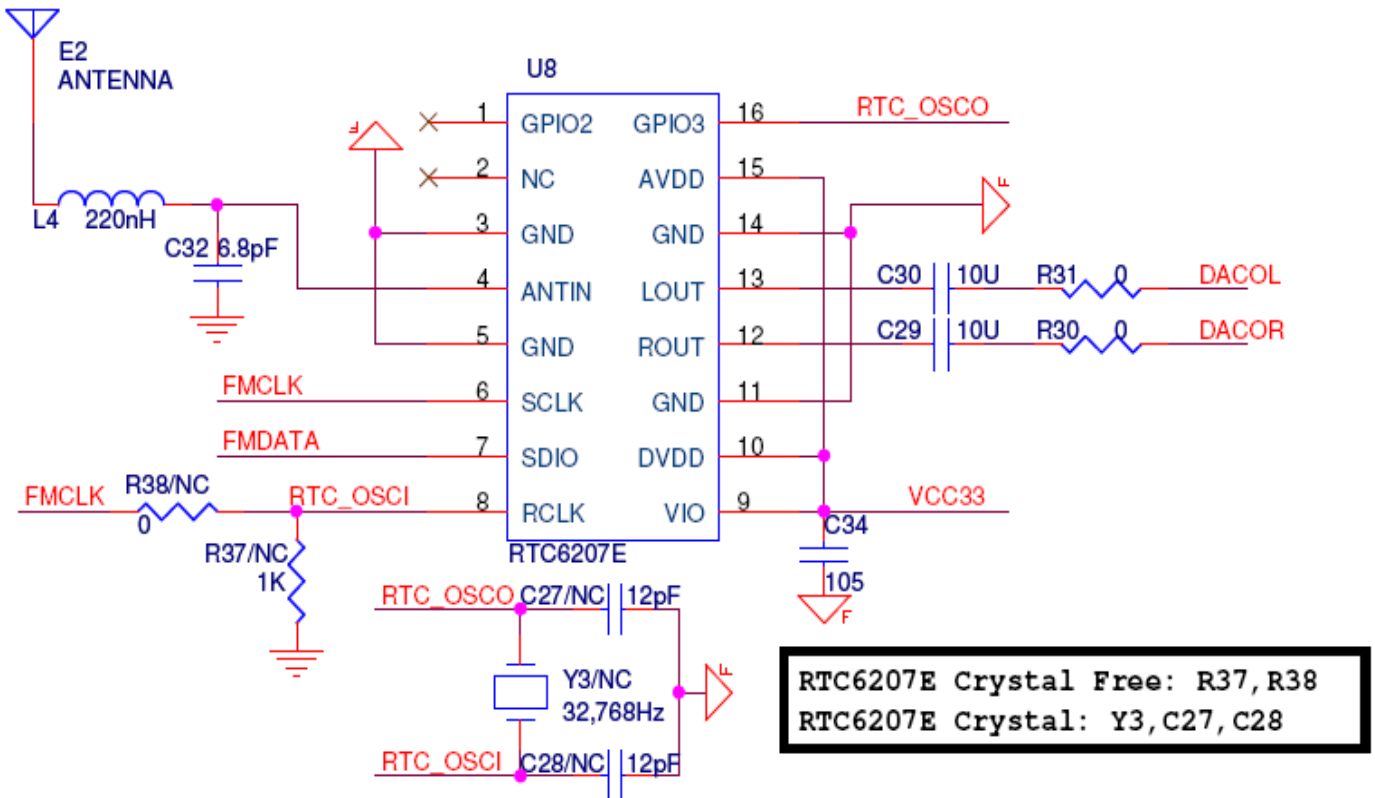 E2
ANTENNA
U8
1 GPIO2 GPIO3 16 RTC_OSCO
F
2 NC AVDD 15
F
3 GND GND 14
L4 220nH
C32 6.8pF
4 ANTIN LOUT 13 C30 10U R31 0 DACOL
5 GND ROUT 12 C29 10U R30 0 DACOR
FMCLK 6 SCLK GND 11
FMDATA 7 SDIO DVDD 10
FMCLK R38/NC 0 RTC_OSCI 8 RCLK VIO 9 VCC33
R37/NC
1K
RTC6207E
C34
105
F
RTC_OSCO C27/NC 12pF
Y3/NC
32,768Hz
F
RTC_OSCI C28/NC 12pF
RTC6207E Crystal Free: R37,R38
RTC6207E Crystal: Y3,C27,C28